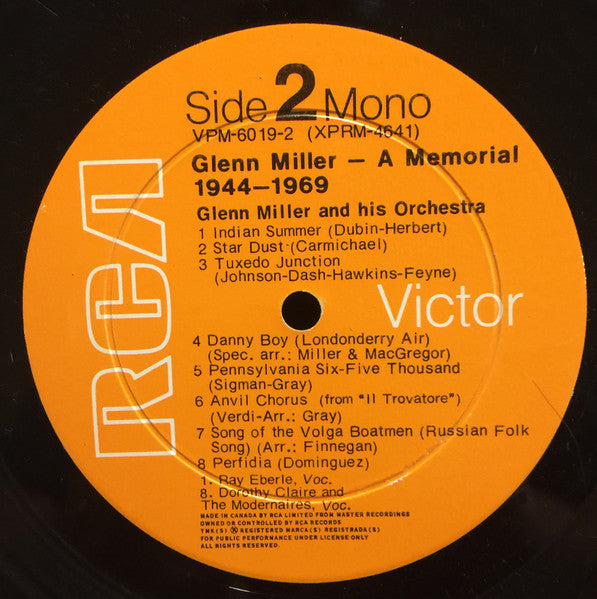 Side 2 Mono
VPM-6019-2 (XPRM-4641)
Glenn Miller – A Memorial
1944–1969
Glenn Miller and his Orchestra
1 Indian Summer (Dubin-Herbert)
2 Star Dust (Carmichael)
3 Tuxedo Junction
(Johnson-Dash-Hawkins-Feyne)
RCA
Victor
4 Danny Boy (Londonderry Air)
(Spec. arr.: Miller & MacGregor)
5 Pennsylvania Six-Five Thousand
(Sigman-Gray)
6 Anvil Chorus (from "Il Trovatore")
(Verdi-Arr.: Gray)
7 Song of the Volga Boatmen (Russian Folk
Song) (Arr.: Finnegan)
8 Perfidia (Dominguez)
1. Ray Eberle, Voc.
8. Dorothy Claire and
The Modernaires, Voc.
MADE IN CANADA BY RCA LIMITED FROM MASTER RECORDINGS
OWNED OR CONTROLLED BY RCA RECORDS
TMK(S) ® REGISTERED MARCA(S) REGISTRADA(S)
FOR PUBLIC PERFORMANCE UNDER LICENSE ONLY
ALL RIGHTS RESERVED.